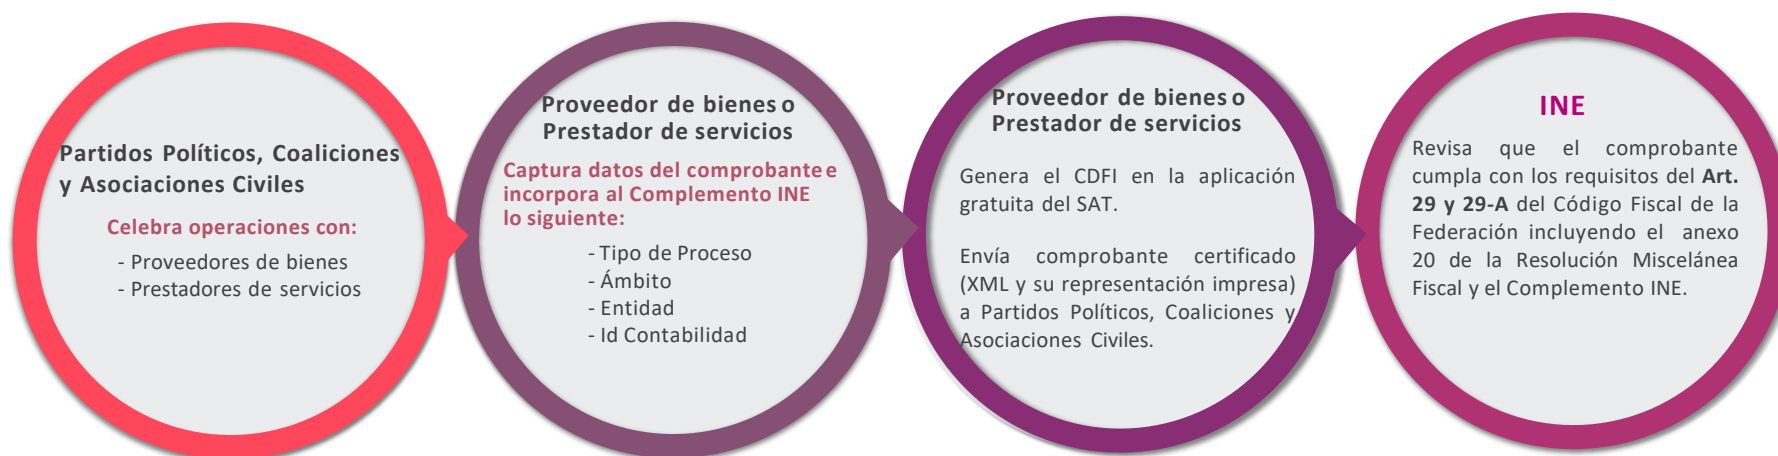 Partidos Políticos, Coaliciones
y Asociaciones Civiles
Celebra operaciones con:
- Proveedores de bienes
- Prestadores de servicios
Proveedor de bienes o
Prestador de servicios
Captura datos del comprobante e
incorpora al Complemento INE
lo siguiente:
- Tipo de Proceso
- Ámbito
- Entidad
- Id Contabilidad
Proveedor de bienes o
Prestador de servicios
Genera el CDFI en la aplicación
gratuita del SAT.
Envía comprobante certificado
(XML y su representación impresa)
a Partidos Políticos, Coaliciones y
Asociaciones Civiles.
INE
Revisa que el comprobante
cumpla con los requisitos del Art.
29 y 29-A del Código Fiscal de la
Federación incluyendo el anexo
20 de la Resolución Miscelánea
Fiscal y el Complemento INE.